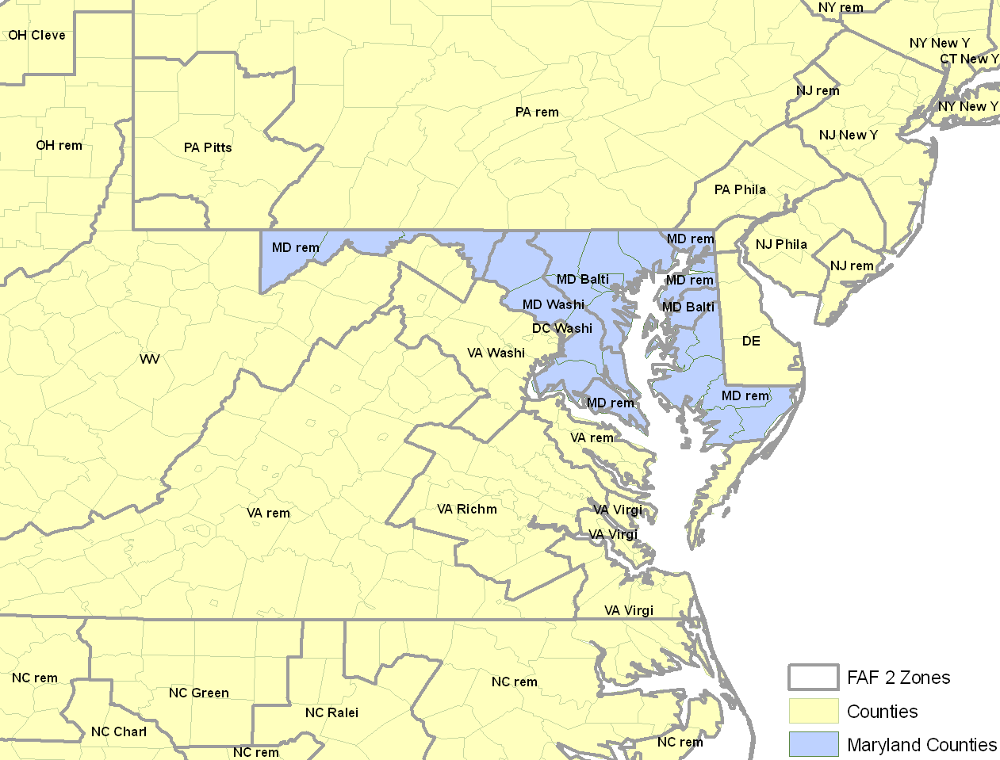 NY rem
OH Cleve
NY New Y
CT New Y
NJ rem
NY New Y
PA rem
NJ New Y
OH rem
PA Pitts
PA Phila
MD rem
MD rem
NJ Phila
NJ rem
MD Balti
MD rem
MD Washi
MD Balti
DC Washi
DE
VA Washi
WV
MD rem
MD rem
VA rem
VA Richm
VA Virgi
VA rem
VA Virgi
VA Virgi
NC rem
NC rem
NC Green
NC Ralei
NC Charl
NC rem
NC rem
FAF 2 Zones
Counties
Maryland Counties